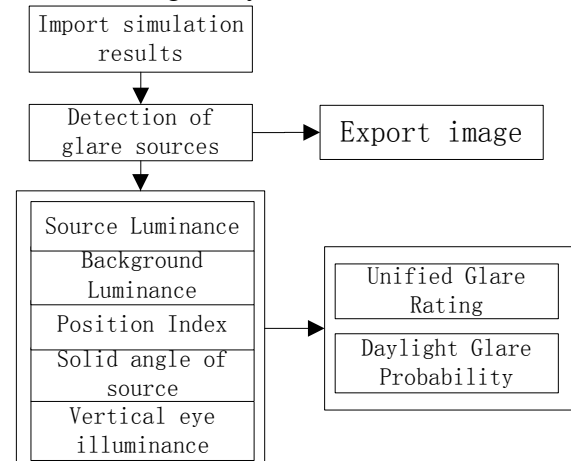 Import simulation
results
Detection of
glare sources
Export image
Source Luminance
Background
Luminance
Position Index
Solid angle of
source
Vertical eye
illuminance
Unified Glare
Rating
Daylight Glare
Probability